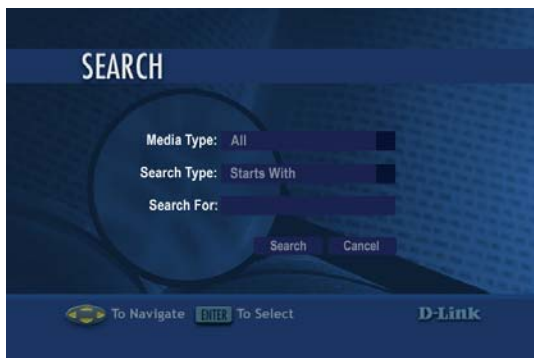 SEARCH
Media Type: All
Search Type: Starts With
Search For:
Search Cancel
To Navigate ENTER To Select D-Link